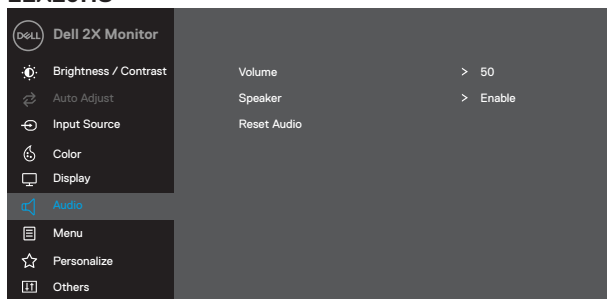 DELL Dell 2X Monitor
Brightness / Contrast Volume > 50
Auto Adjust Speaker > Enable
Input Source Reset Audio
Color
Display
Audio
Menu
Personalize
Others